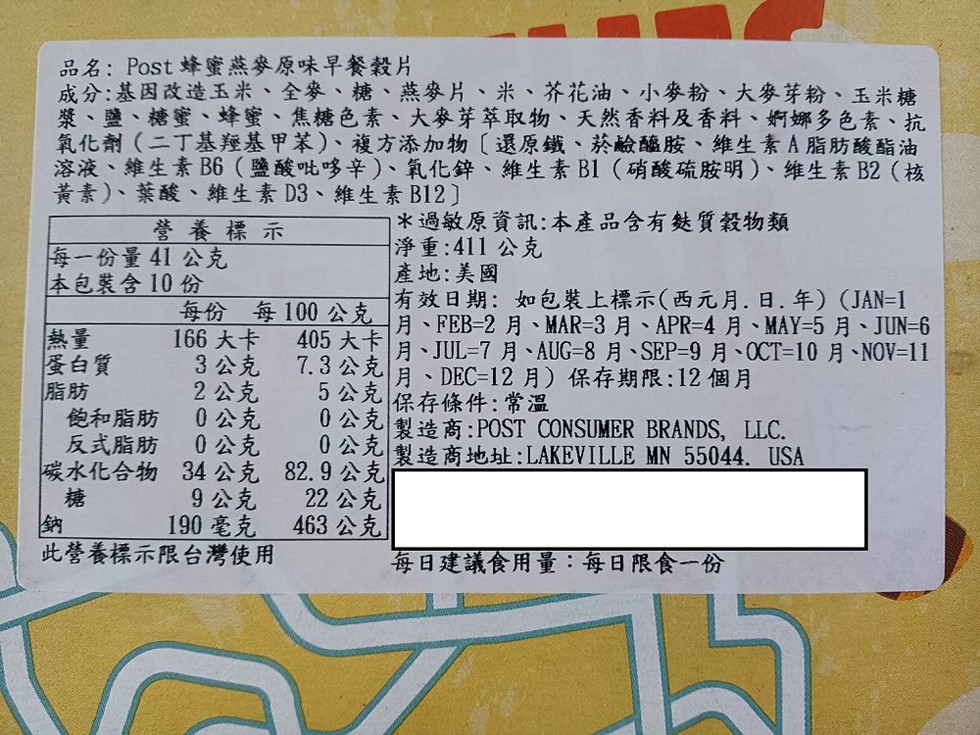 品名: Post 蜂蜜燕麥原味早餐穀片
成分:基因改造玉米、全麥、糖、燕麥片、米、芥花油、小麥粉、大麥芽粉、玉米糖
漿、鹽、糖蜜、蜂蜜、焦糖色素、大麥芽萃取物、天然香料及香料、婀娜多色素、抗
氧化劑(二丁基羥基甲苯)、複方添加物〔還原鐵、菸鹼醯胺、維生素A脂肪酸酯油
溶液、維生素 B6(鹽酸吡哆辛)、氧化鋅、維生素 B1(硝酸硫胺明)、維生素 B2(核
黃素)、葉酸、維生素 D3、維生素 B12〕
營養標示
每一份量 41 公克
本包裝含 10 份
每份 每 100 公克
熱量 166 大卡 405 大卡
蛋白質 3 公克 7.3 公克
脂肪 2 公克 5 公克
飽和脂肪 0 公克 0 公克
反式脂肪 0 公克 0 公克
碳水化合物 34 公克 82.9 公克
糖 9 公克 22 公克
鈉 190 毫克 463 公克
此營養標示限台灣使用
*過敏原資訊:本產品含有麩質穀物類
淨重:411 公克
產地:美國
有效日期: 如包裝上標示(西元月.日.年)(JAN=1
月、FEB=2 月、MAR=3 月、APR=4 月、MAY=5 月、JUN=6
月、JUL=7 月、AUG=8 月、SEP=9 月、OCT=10 月、NOV=11
月、DEC=12 月) 保存期限:12 個月
保存條件:常溫
製造商:POST CONSUMER BRANDS, LLC.
製造商地址:LAKEVILLE MN 55044. USA
每日建議食用量：每日限食一份